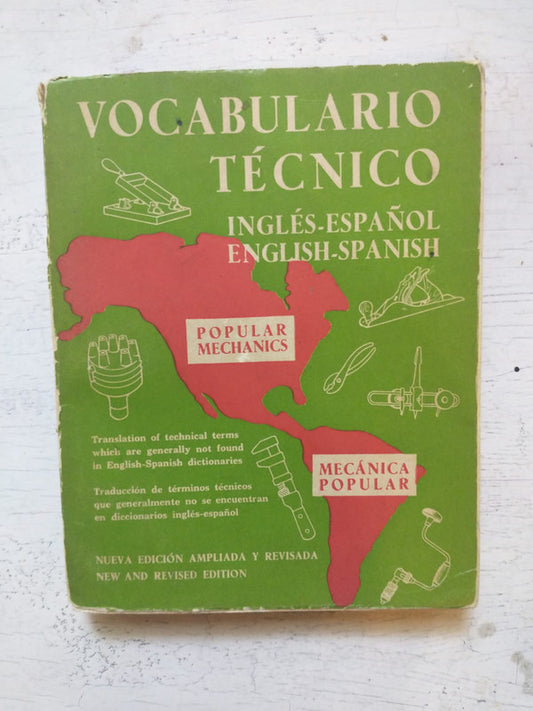 VOCABULARIO
TÉCNICO
INGLÉS-ESPAÑOL
ENGLISH-SPANISH
POPULAR
MECHANICS
Translation of technical terms
which are generally not found
in English-Spanish dictionaries
MECÁNICA
POPULAR
Traducción de términos técnicos
que generalmente no se encuentran
en diccionarios inglés-español
NUEVA EDICIÓN AMPLIADA Y REVISADA
NEW AND REVISED EDITION